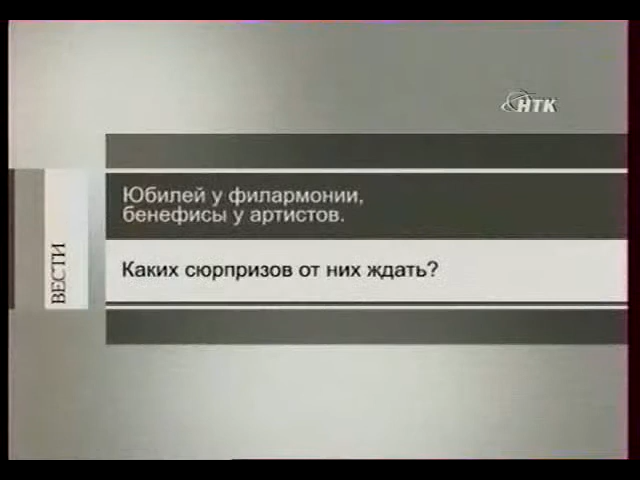 НТК
Юбилей у филармонии,
бенефисы у артистов.
Каких сюрпризов от них ждать?
ВЕСТИ